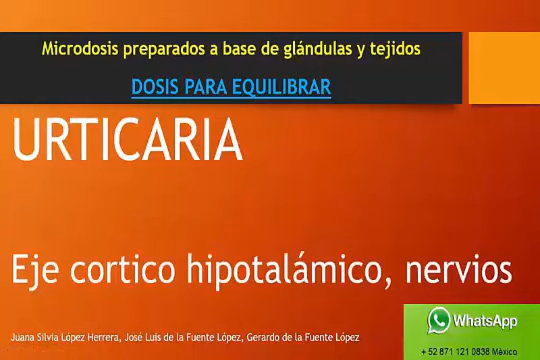 Microdosis preparados a base de glándulas y tejidos
DOSIS PARA EQUILIBRAR
URTICARIA
Eje cortico hipotalámico, nervios
WhatsApp
Juana Silvia López Herrera, José Luis de la Fuente López, Gerardo de la Fuente López
+ 52 871 121 0838 México